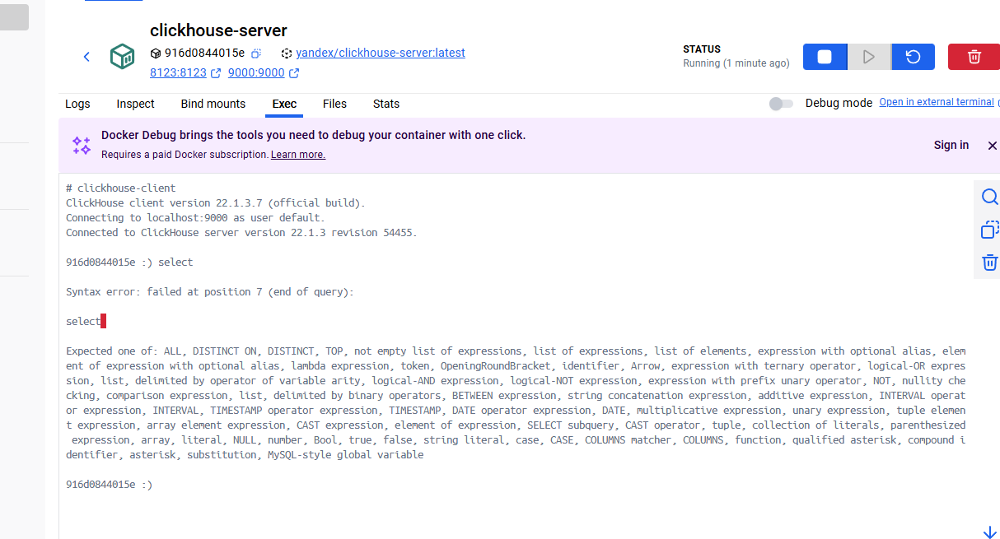 clickhouse-server
916d0844015e yandex/clickhouse-server:latest
8123:8123 9000:9000
STATUS
Running (1 minute ago)
Logs Inspect Bind mounts Exec Files Stats Debug mode Open in external terminal
Docker Debug brings the tools you need to debug your container with one click.
Requires a paid Docker subscription. Learn more.
Sign in
# clickhouse-client
ClickHouse client version 22.1.3.7 (official build).
Connecting to localhost:9000 as user default.
Connected to ClickHouse server version 22.1.3 revision 54455.
916d0844015e :) select
Syntax error: failed at position 7 (end of query):
select
Expected one of: ALL, DISTINCT ON, DISTINCT, TOP, not empty list of expressions, list of expressions, list of elements, expression with optional alias, elem
ent of expression with optional alias, lambda expression, token, OpeningRoundBracket, identifier, Arrow, expression with ternary operator, logical-OR expres
sion, list, delimited by operator of variable arity, logical-AND expression, logical-NOT expression, expression with prefix unary operator, NOT, nullity che
cking, comparison expression, list, delimited by binary operators, BETWEEN expression, string concatenation expression, additive expression, INTERVAL operat
or expression, INTERVAL, TIMESTAMP operator expression, TIMESTAMP, DATE operator expression, DATE, multiplicative expression, unary expression, tuple elemen
t expression, array element expression, CAST expression, element of expression, SELECT subquery, CAST operator, tuple, collection of literals, parenthesized
 expression, array, literal, NULL, number, Bool, true, false, string literal, case, CASE, COLUMNS matcher, COLUMNS, function, qualified asterisk, compound i
dentifier, asterisk, substitution, MySQL-style global variable
916d0844015e :)